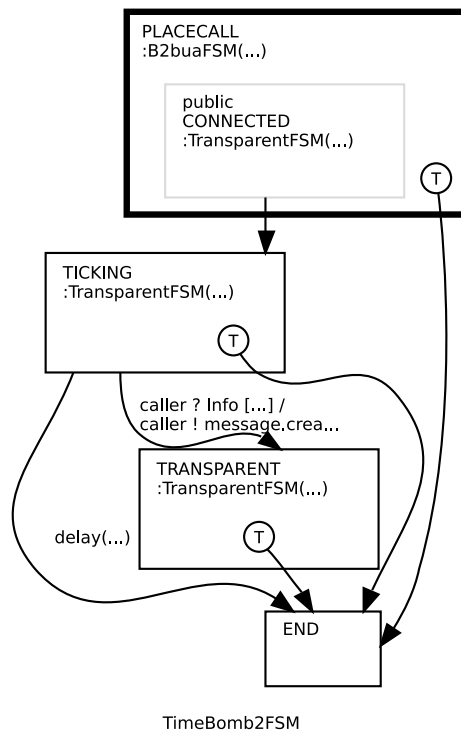 PLACECALL
:B2buaFSM(...)
public
CONNECTED
:TransparentFSM(...)
T
TICKING
:TransparentFSM(...)
T
caller ? Info [...] /
caller ! message.crea...
TRANSPARENT
:TransparentFSM(...)
delay(...)
T
END
TimeBomb2FSM